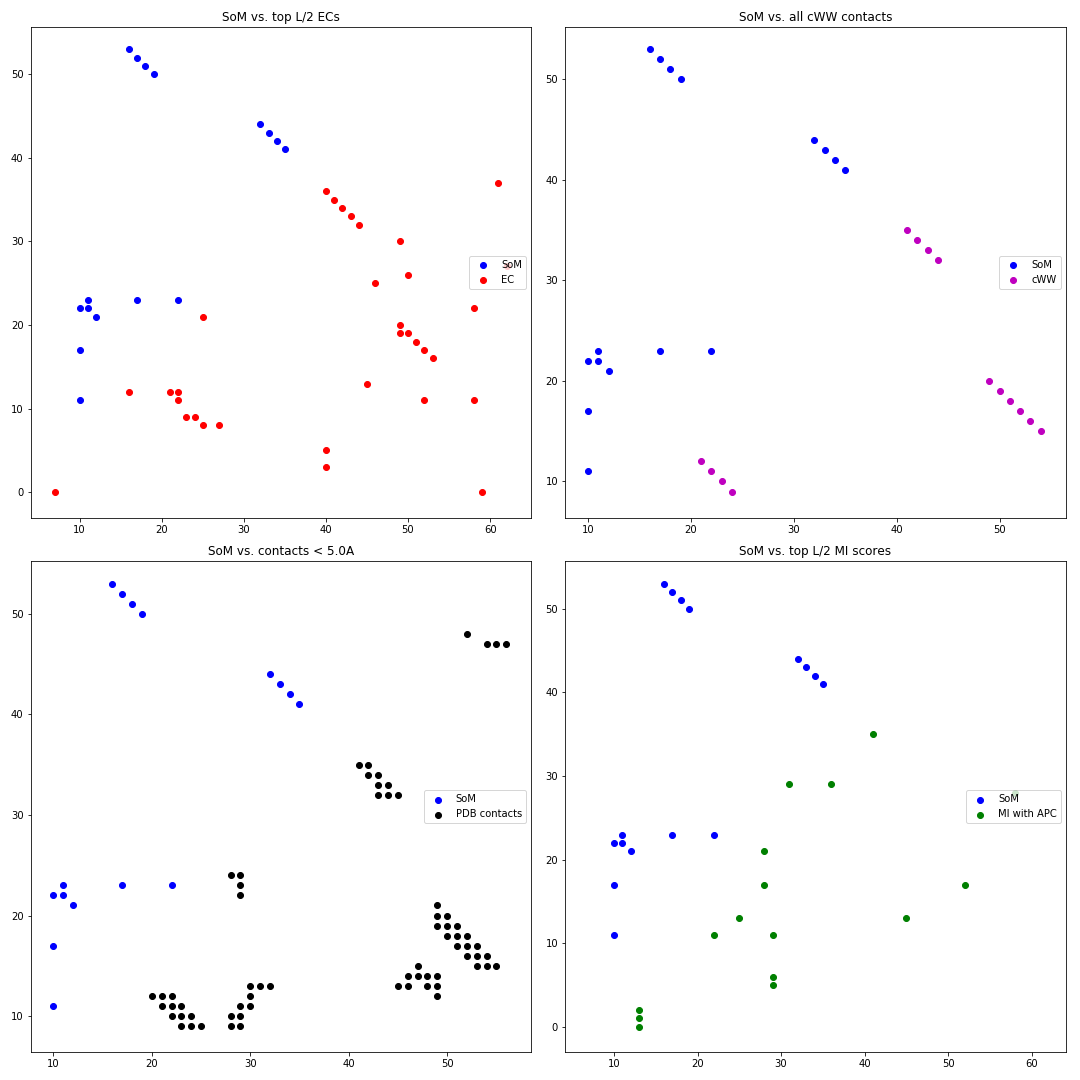 SoM vs. top L/2 ECs
50
40
30
20
10
0
10 20 30 40 50 60
SoM
EC
SoM vs. all cWW contacts
50
40
30
20
10
10 20 30 40 50
SoM
cWW
SoM vs. contacts < 5.0A
50
40
30
20
10
10 20 30 40 50
SoM
PDB contacts
SoM vs. top L/2 MI scores
50
40
30
20
10
0
10 20 30 40 50 60
SoM
MI with APC